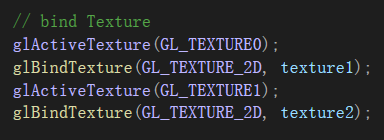 // bind Texture
glActiveTexture(GL_TEXTURE0);
glBindTexture(GL_TEXTURE_2D, texture1);
glActiveTexture(GL_TEXTURE1);
glBindTexture(GL_TEXTURE_2D, texture2);